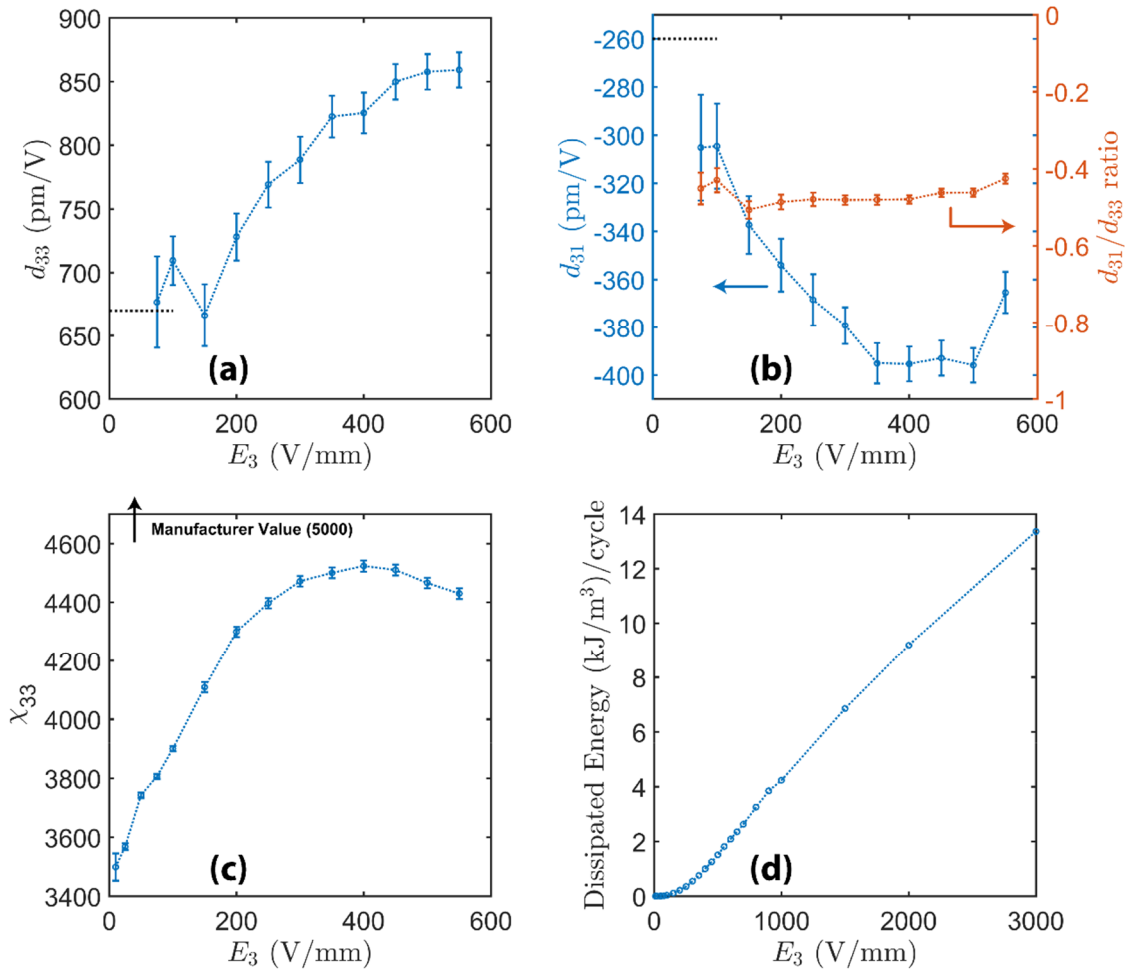 900
850
800
750
700
650
600
d33 (pm/V)
0 200 400 600
E3 (V/mm)
(a)
-260
-280
-300
-320
-340
-360
-380
-400
d31 (pm/V)
0
-0.2
-0.4
-0.6
-0.8
-1
d31/d33 ratio
0 200 400 600
E3 (V/mm)
(b)
Manufacturer Value (5000)
4600
4400
4200
4000
3800
3600
3400
χ33
0 200 400 600
E3 (V/mm)
(c)
14
12
10
8
6
4
2
0
Dissipated Energy (kJ/m3)/cycle
0 1000 2000 3000
E3 (V/mm)
(d)